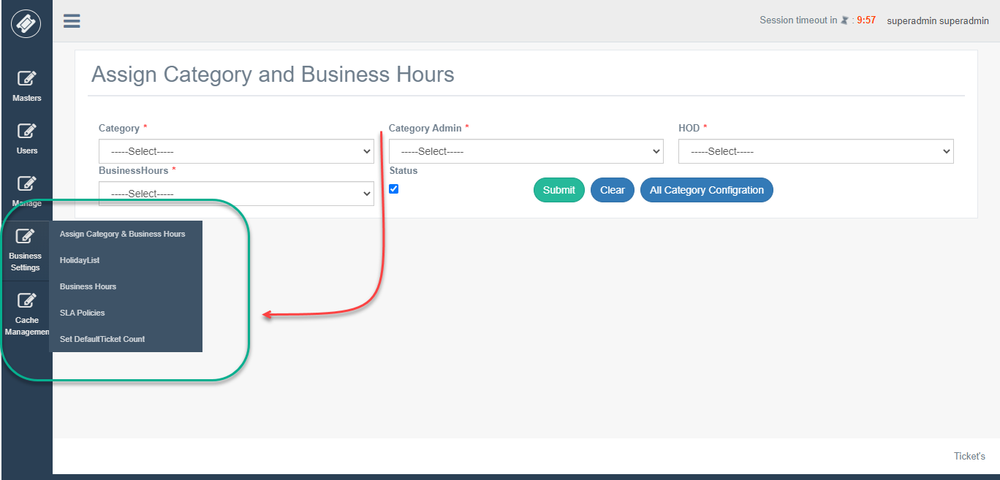 Session timeout in : 9:57 superadmin superadmin
Masters
Users
Manage
Business
Settings
Cache
Managemen
Assign Category and Business Hours
Category *
-----Select-----
Category Admin *
-----Select-----
HOD *
-----Select-----
BusinessHours *
-----Select-----
Status
Submit
Clear
All Category Configration
Assign Category & Business Hours
HolidayList
Business Hours
SLA Policies
Set DefaultTicket Count
Ticket's